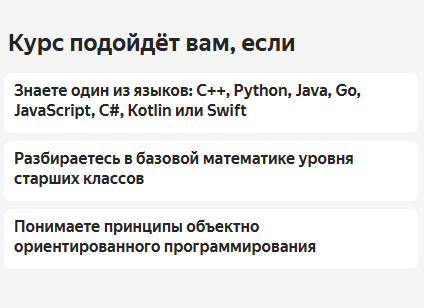 Курс подойдёт вам, если
Знаете один из языков: C++, Python, Java, Go,
JavaScript, C#, Kotlin или Swift
Разбираетесь в базовой математике уровня
старших классов
Понимаете принципы объектно
ориентированного программирования